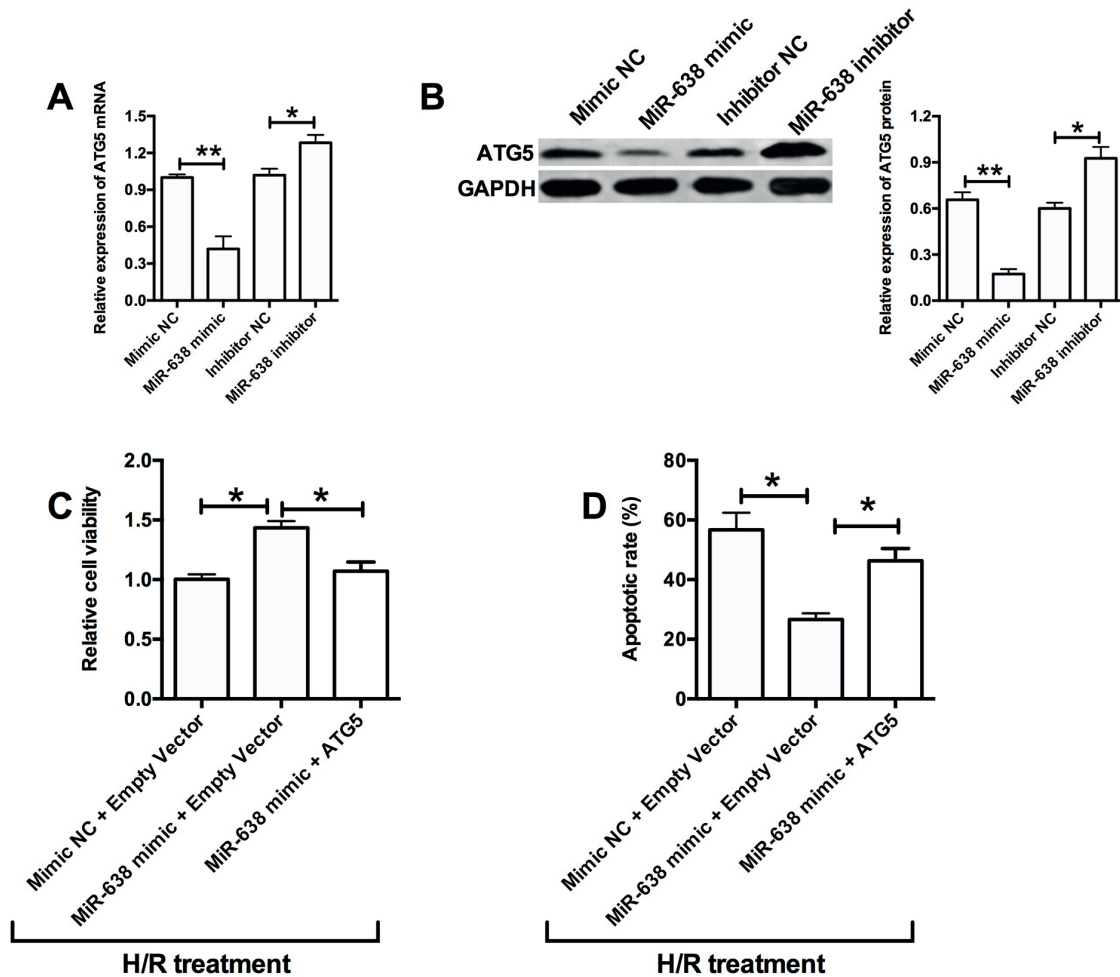 A
Relative expression of ATG5 mRNA
1.5
1.2
0.9
0.6
0.3
0.0
**
*
Mimic NC
MiR-638 mimic
Inhibitor NC
MiR-638 inhibitor
B
Mimic NC
MiR-638 mimic
Inhibitor NC
MiR-638 inhibitor
ATG5
GAPDH
Relative expression of ATG5 protein
1.2
0.9
0.6
0.3
0.0
**
*
Mimic NC
MiR-638 mimic
Inhibitor NC
MiR-638 inhibitor
C
Relative cell viability
2.0
1.5
1.0
0.5
0.0
*
*
Mimic NC + Empty Vector
MiR-638 mimic + Empty Vector
MiR-638 mimic + ATG5
H/R treatment
D
Apoptotic rate (%)
80
60
40
20
0
*
*
Mimic NC + Empty Vector
MiR-638 mimic + Empty Vector
MiR-638 mimic + ATG5
H/R treatment